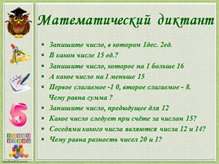 Математический диктант
Запишите число, в котором 1дес. 2ед.
В каком числе 15 ед.?
Запишите число, которое на 1 больше 16
А какое число на 1 меньше 15
Первое слагаемое -10, второе слагаемое - 8.
Чему равна сумма ?
Запишите число, предыдущее для 12
Какое число следует при счёте за числом 15?
Соседями какого числа являются числа 12 и 14?
Чему равна разность чисел 20 и 1?